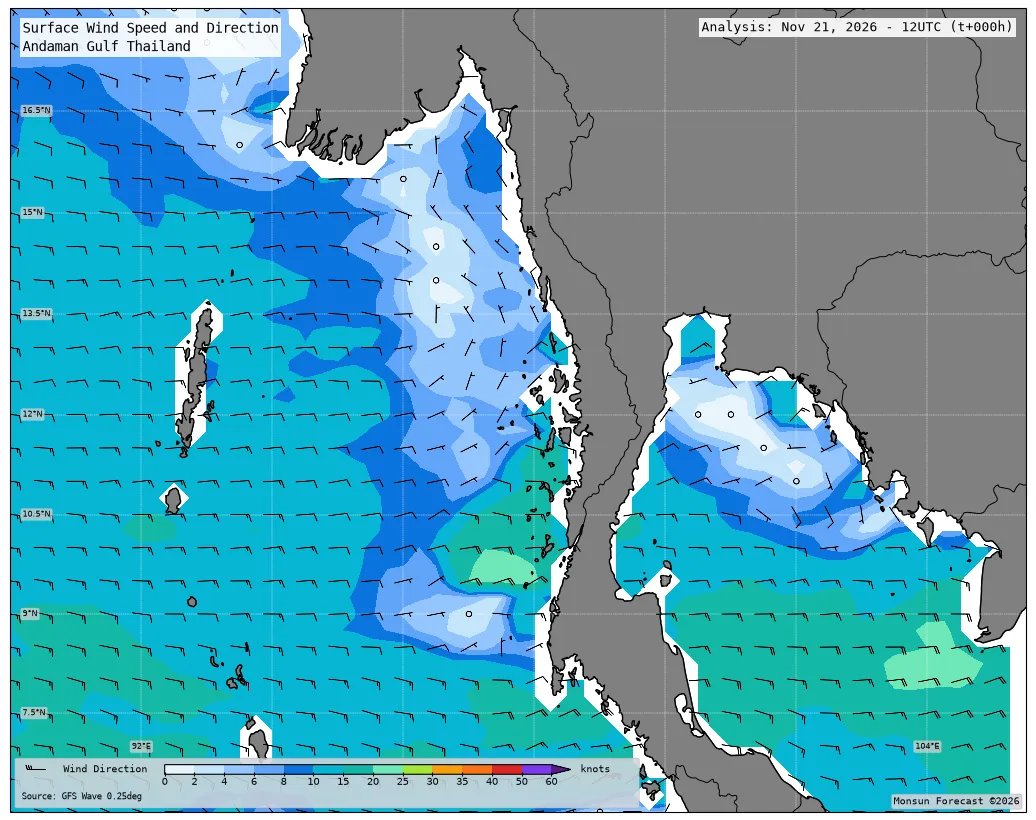 Surface Wind Speed and Direction
Andaman Gulf Thailand
Analysis: Nov 21, 2026 - 12UTC (t+000h)
16.5°N
15°N
13.5°N
12°N
10.5°N
9°N
7.5°N
92°E
104°E
Wind Direction
knots
0 2 4 6 8 10 15 20 25 30 35 40 50 60
Source: GFS Wave 0.25deg
Monsun Forecast ©2026